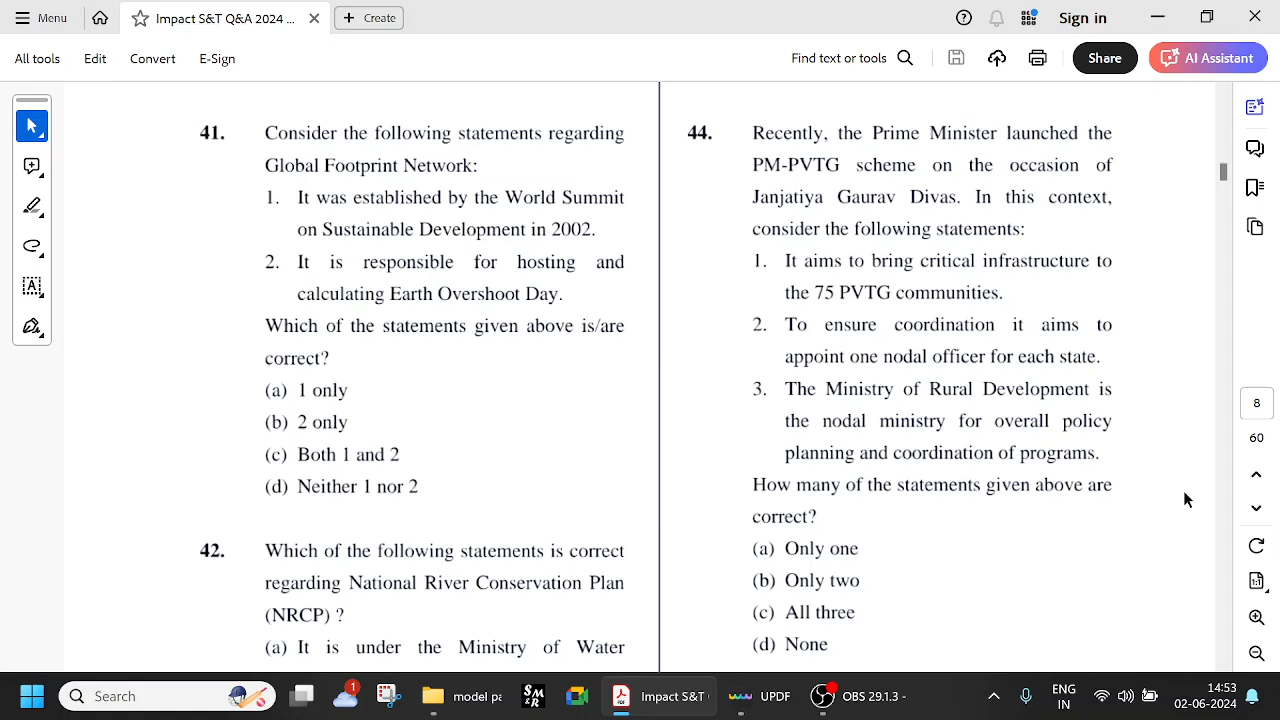 Menu
Impact S&T Q&A 2024 ...
Create
Sign in
All tools
Edit
Convert
E-Sign
Find text or tools
Share
AI Assistant
41. Consider the following statements regarding
Global Footprint Network:
1. It was established by the World Summit
on Sustainable Development in 2002.
2. It is responsible for hosting and
calculating Earth Overshoot Day.
Which of the statements given above is/are
correct?
(a) 1 only
(b) 2 only
(c) Both 1 and 2
(d) Neither 1 nor 2
42. Which of the following statements is correct
regarding National River Conservation Plan
(NRCP) ?
(a) It is under the Ministry of Water
44. Recently, the Prime Minister launched the
PM-PVTG scheme on the occasion of
Janjatiya Gaurav Divas. In this context,
consider the following statements:
1. It aims to bring critical infrastructure to
the 75 PVTG communities.
2. To ensure coordination it aims to
appoint one nodal officer for each state.
3. The Ministry of Rural Development is
the nodal ministry for overall policy
planning and coordination of programs.
How many of the statements given above are
correct?
(a) Only one
(b) Only two
(c) All three
(d) None
8
60
Search
1
model pa
SMR
Impact S&T
UPDF
OBS 29.1.3 -
ENG
IN
14:53
02-06-2024